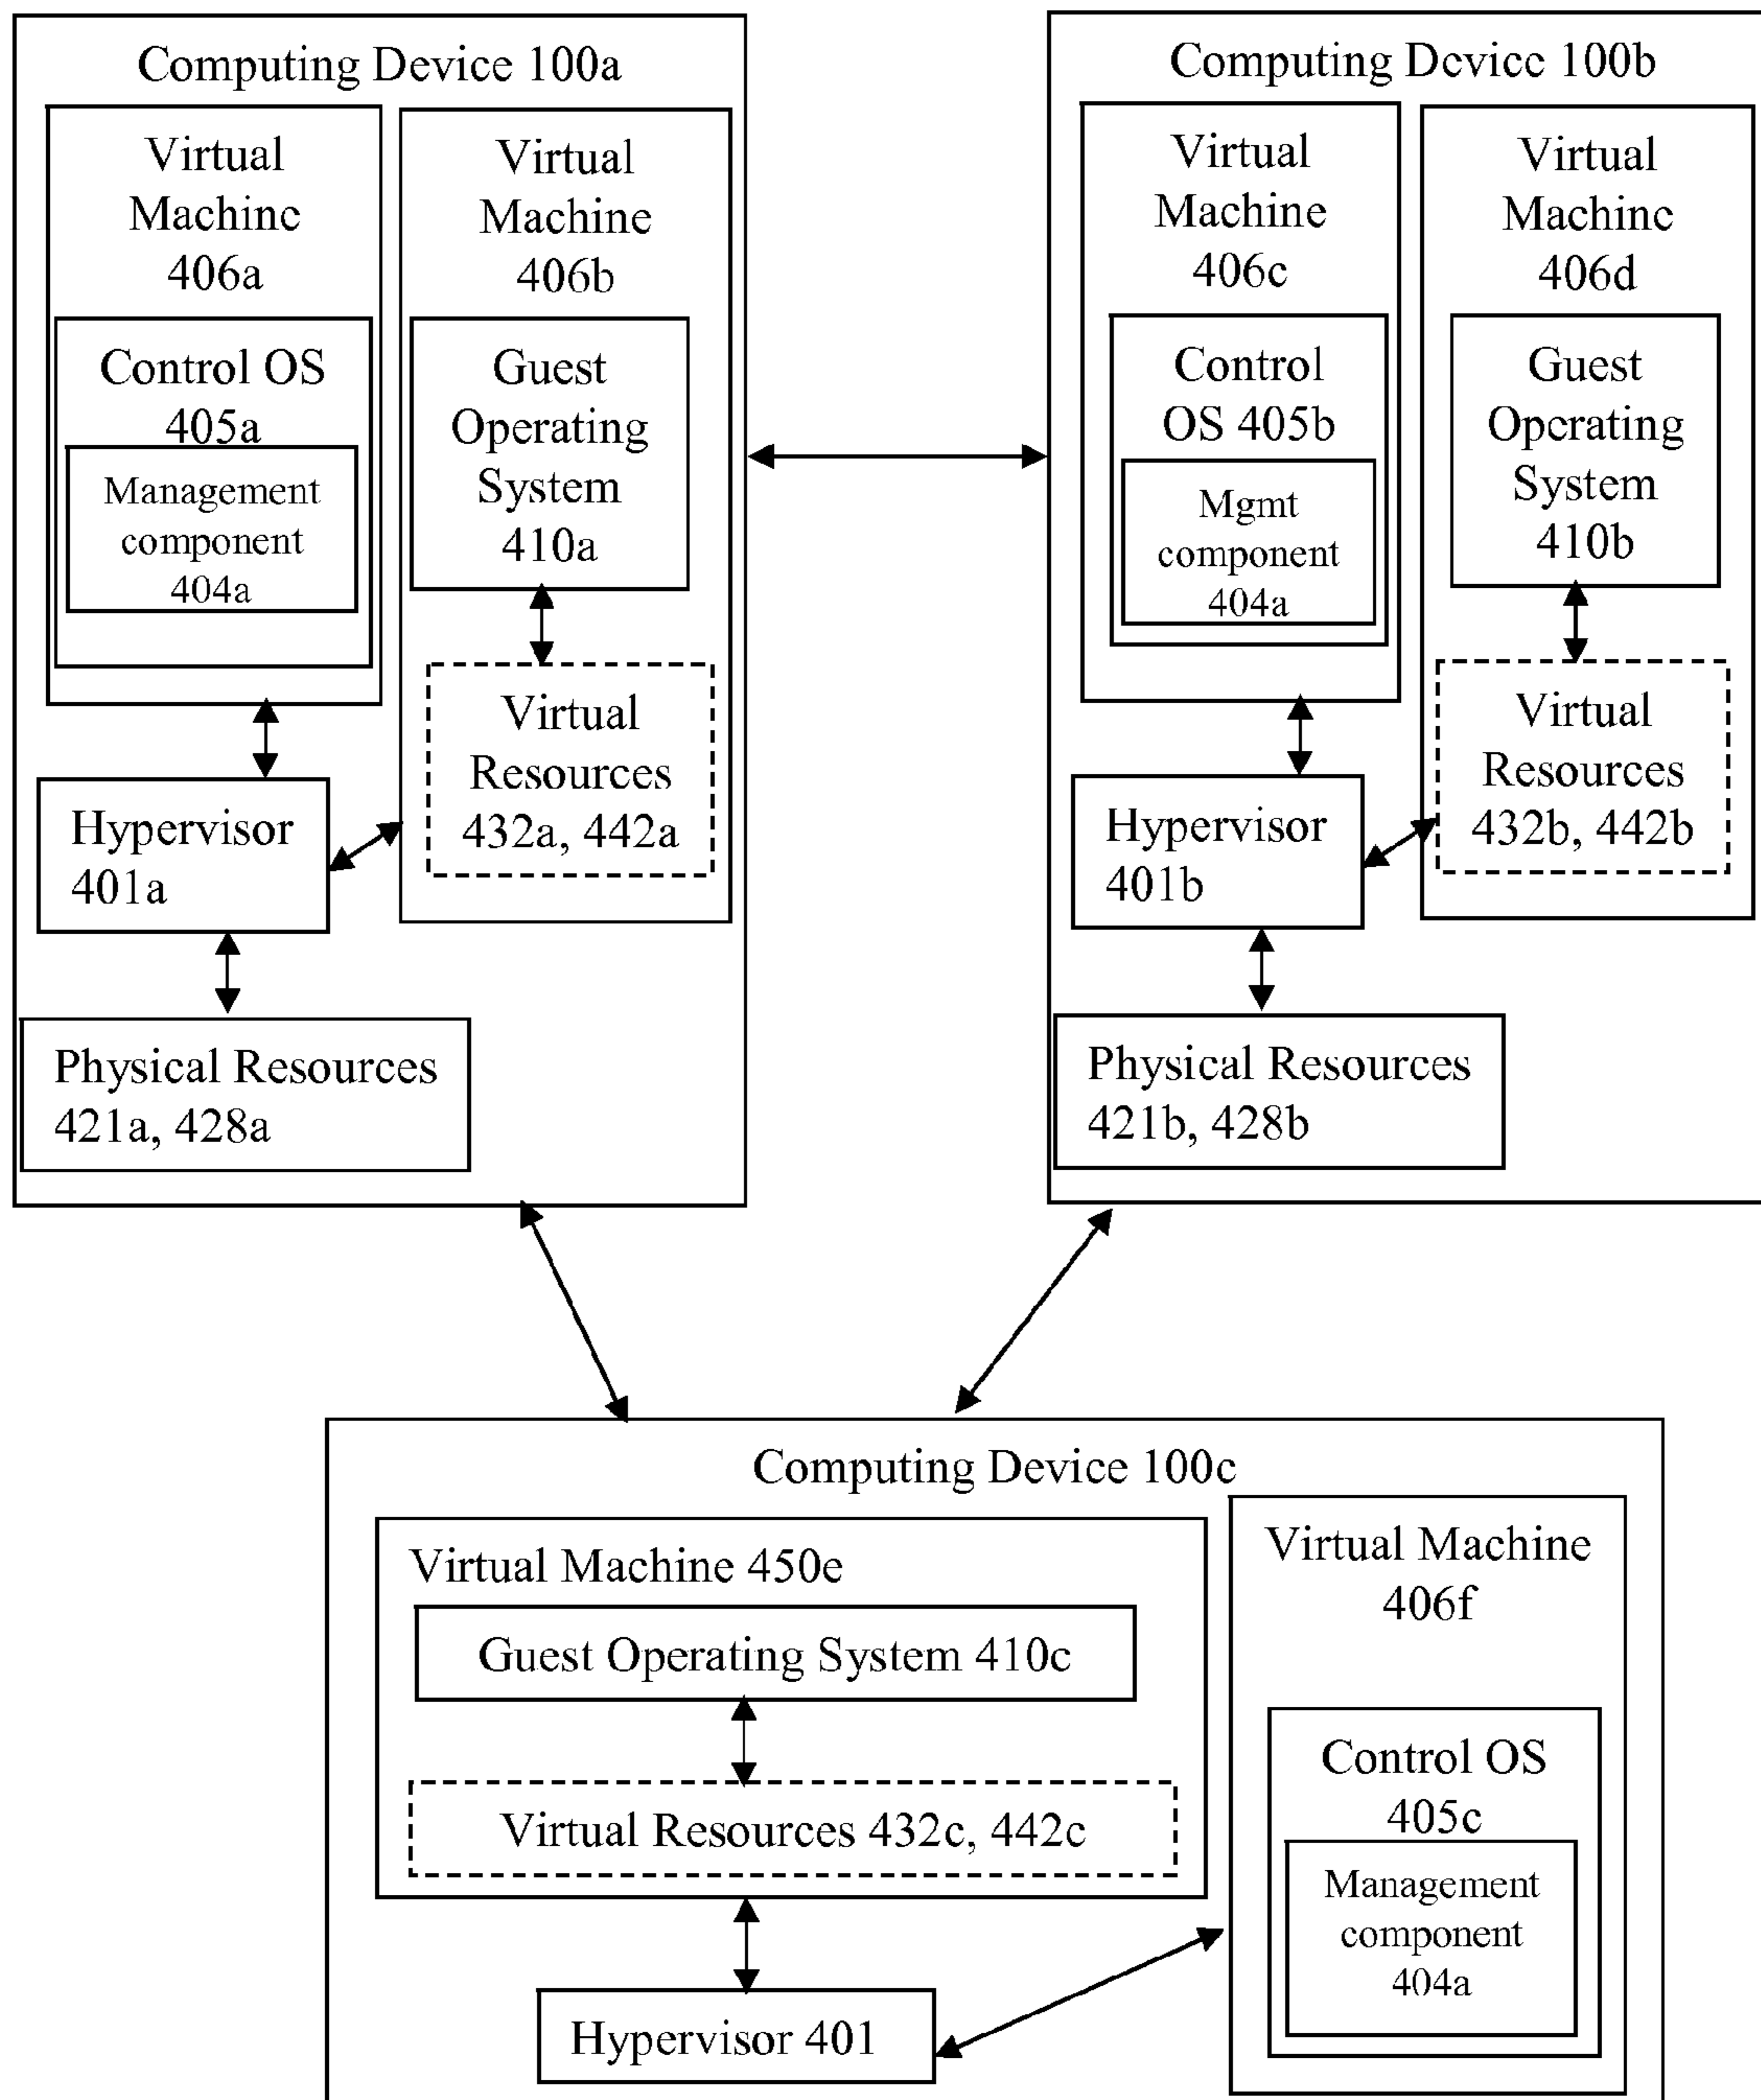 Computing Device 100a
Virtual
Machine
406a
Control OS
405a
Management
component
404a
Virtual
Machine
406b
Guest
Operating
System
410a
Virtual
Resources
432a, 442a
Hypervisor
401a
Physical Resources
421a, 428a
Computing Device 100b
Virtual
Machine
406c
Control
OS 405b
Mgmt
component
404a
Virtual
Machine
406d
Guest
Operating
System
410b
Virtual
Resources
432b, 442b
Hypervisor
401b
Physical Resources
421b, 428b
Computing Device 100c
Virtual Machine 450e
Guest Operating System 410c
Virtual Resources 432c, 442c
Hypervisor 401
Virtual Machine
406f
Control OS
405c
Management
component
404a